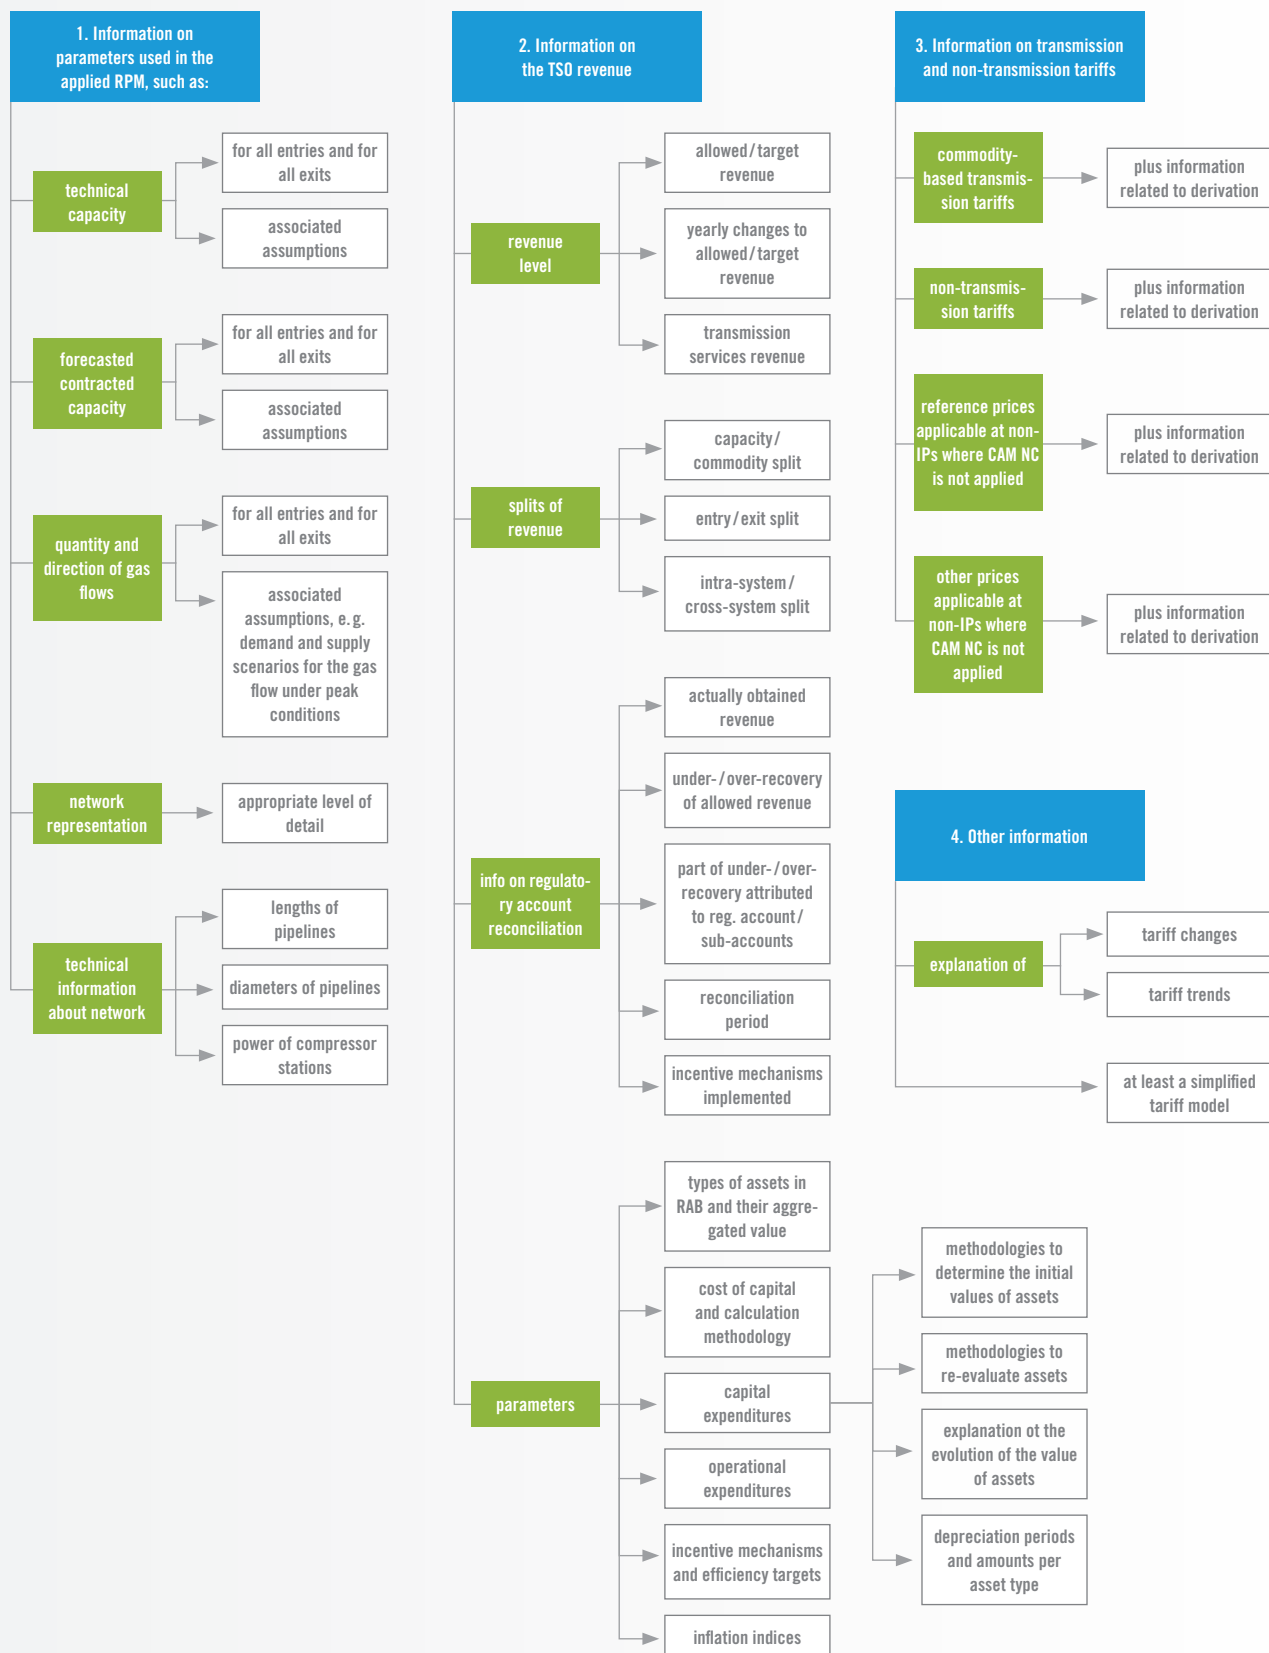 1. Information on
parameters used in the
applied RPM, such as:
technical
capacity
for all entries and for
all exits
associated
assumptions
forecasted
contracted
capacity
for all entries and for
all exits
associated
assumptions
quantity and
direction of gas
flows
for all entries and for
all exits
associated
assumptions, e.g.
demand and supply
scenarios for the gas
flow under peak
conditions
network
representation
appropriate level of
detail
technical
information
about network
lengths of
pipelines
diameters of pipelines
power of compressor
stations
2. Information on
the TSO revenue
revenue
level
allowed/target
revenue
yearly changes to
allowed/target
revenue
transmission
services revenue
splits of
revenue
capacity/
commodity split
entry/exit split
intra-system/
cross-system split
info on regulato-
ry account
reconciliation
actually obtained
revenue
under-/over-recovery
of allowed revenue
part of under-/over-
recovery attributed
to reg. account/
sub-accounts
reconciliation
period
incentive mechanisms
implemented
parameters
types of assets in
RAB and their aggre-
gated value
cost of capital
and calculation
methodology
capital
expenditures
methodologies to
determine the initial
values of assets
methodologies to
re-evaluate assets
explanation ot the
evolution of the value
of assets
depreciation periods
and amounts per
asset type
operational
expenditures
incentive mechanisms
and efficiency targets
inflation indices
3. Information on transmission
and non-transmission tariffs
commodity-
based transmis-
sion tariffs
plus information
related to derivation
non-transmis-
sion tariffs
plus information
related to derivation
reference prices
applicable at non-
IPs where CAM NC
is not applied
plus information
related to derivation
other prices
applicable at
non-IPs where
CAM NC is not
applied
plus information
related to derivation
4. Other information
explanation of
tariff changes
tariff trends
at least a simplified
tariff model